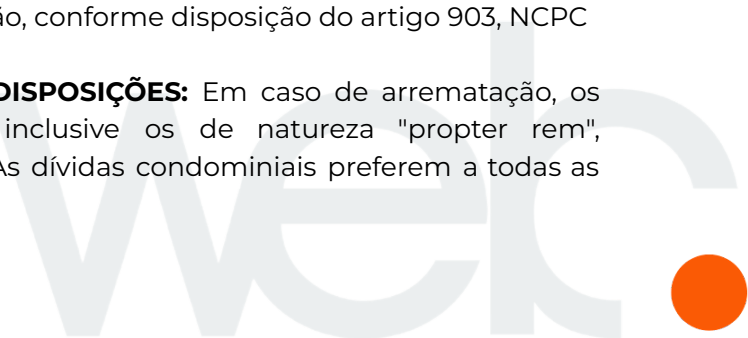 ão, conforme disposição do artigo 903, NCPC
DISPOSIÇÕES: Em caso de arrematação, os
inclusive os de natureza "propter rem",
As dívidas condominiais preferem a todas as
web.